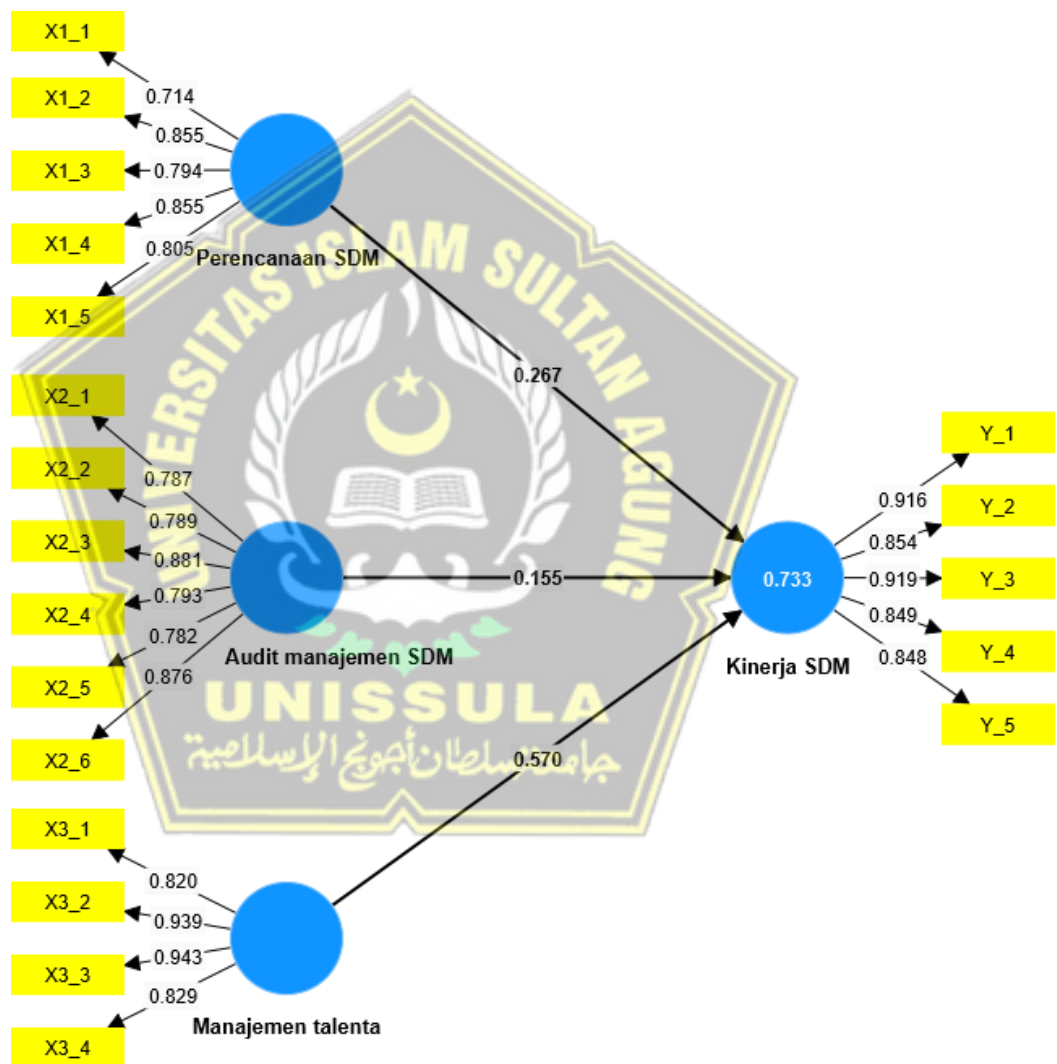 X1_1
0.714
X1_2
0.855
X1_3
0.794
X1_4
0.855
X1_5
0.805
Perencanaan SDM
0.267
X2_1
0.787
X2_2
0.789
X2_3
0.881
X2_4
0.793
X2_5
0.782
X2_6
0.876
Audit manajemen SDM
0.155
X3_1
0.820
X3_2
0.939
X3_3
0.943
X3_4
0.829
Manajemen talenta
0.570
0.733
Kinerja SDM
Y_1
0.916
Y_2
0.854
Y_3
0.919
Y_4
0.849
Y_5
0.848
UNIVERSITAS ISLAM SULTAN AGUNG
UNISSULA
جامعة سلطان أجونج الإسلامية